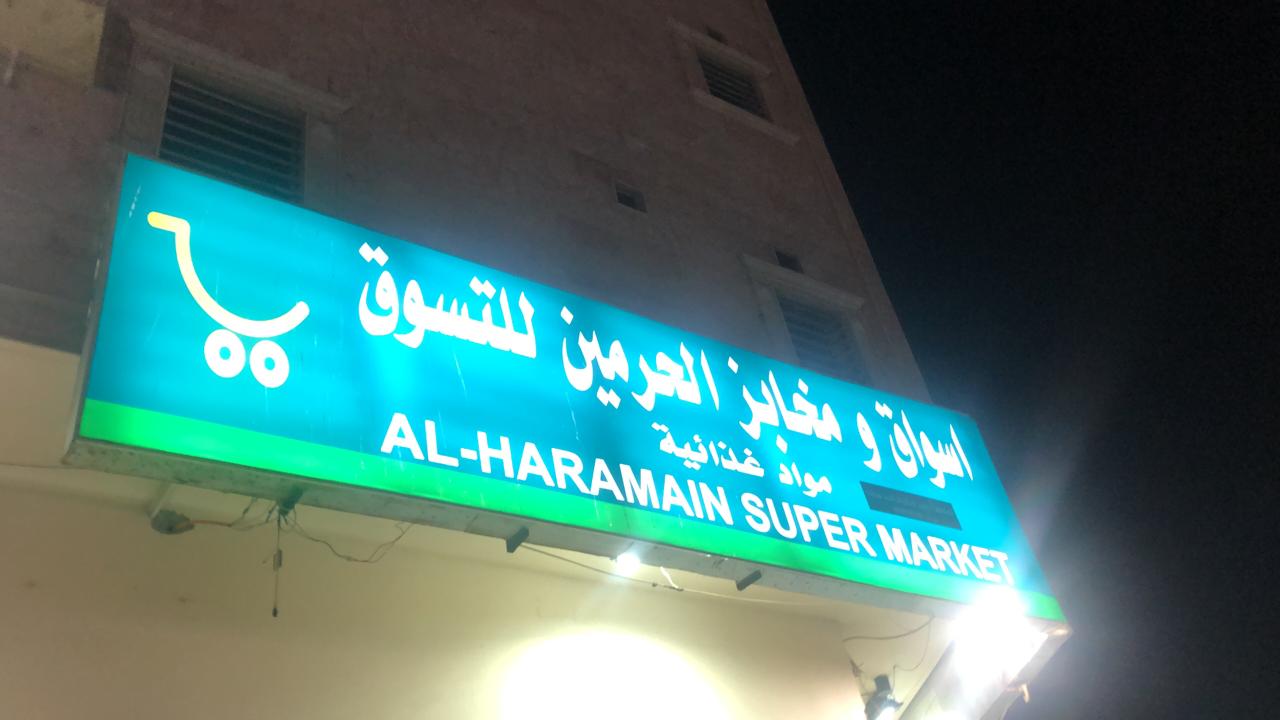 اسواق و مخابز الحرمين للتسوق
مواد غذائية
AL-HARAMAIN SUPER MARKET